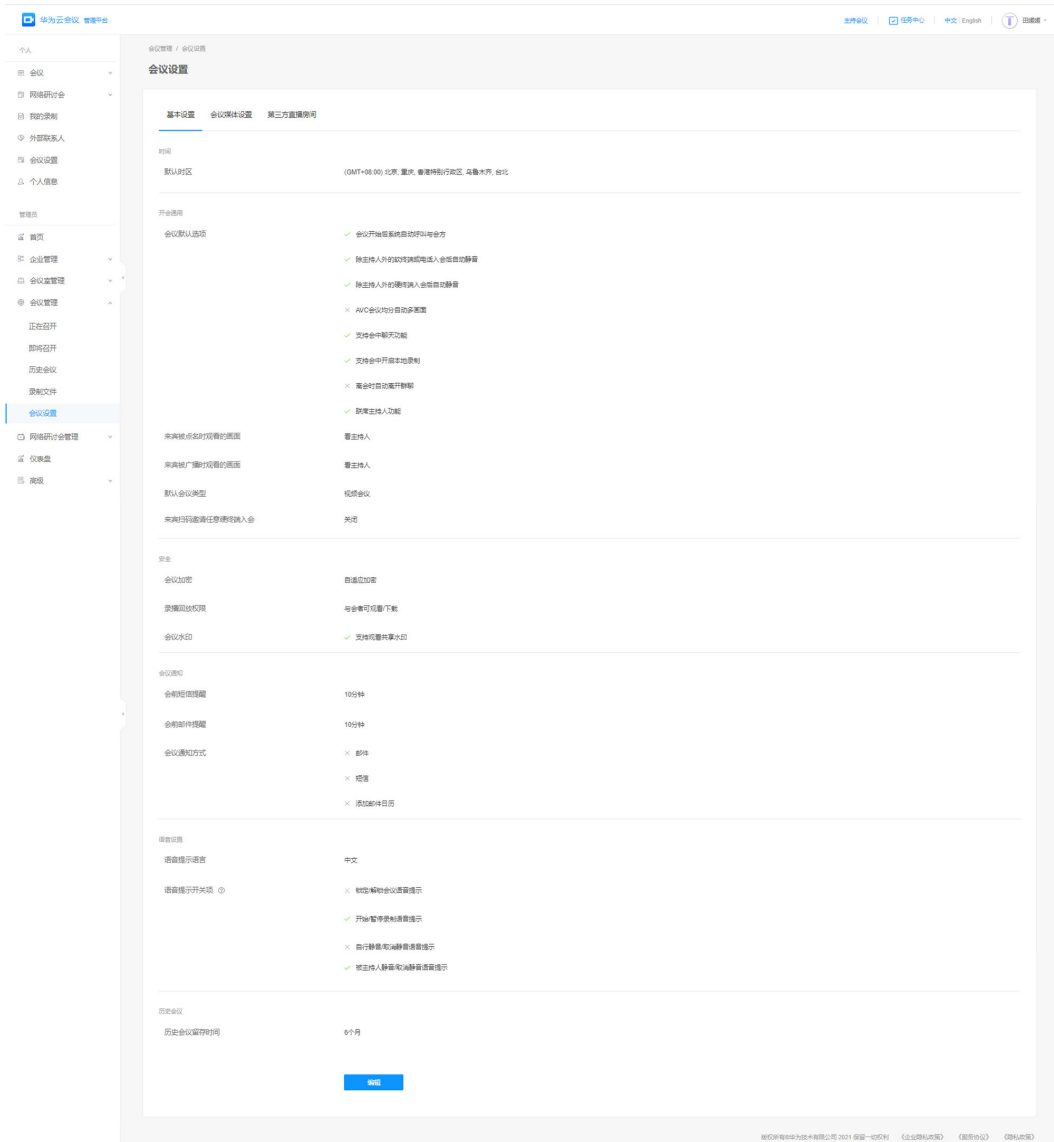 华为云会议 管理平台
主持会议 任务中心 中文 | English 田媛媛
个人
会议
网络研讨会
我的录制
外部联系人
会议设置
个人信息
管理员
首页
企业管理
会议室管理
会议管理
正在召开
即将召开
历史会议
录制文件
会议设置
网络研讨会管理
仪表盘
高级
会议管理 / 会议设置
会议设置
基本设置 会议媒体设置 第三方直播房间
时间
默认时区 (GMT+08:00) 北京, 重庆, 香港特别行政区, 乌鲁木齐, 台北
开会通用
会议默认选项 会议开始后系统自动呼叫与会方
除主持人外的软终端或电话入会后自动静音
除主持人外的硬终端入会后自动静音
AVC会议均分自动多画面
支持会中聊天功能
支持会中开启本地录制
离会时自动离开群聊
联席主持人功能
来宾被点名时观看的画面 看主持人
来宾被广播时观看的画面 看主持人
默认会议类型 视频会议
来宾扫码邀请任意硬终端入会 关闭
安全
会议加密 自适应加密
录播回放权限 与会者可观看/下载
会议水印 支持观看共享水印
会议通知
会前短信提醒 10分钟
会前邮件提醒 10分钟
会议通知方式 邮件
短信
添加邮件日历
语音设置
语音提示语言 中文
语音提示开关项 锁定/解锁会议语音提示
开始/暂停录制语音提示
自行静音/取消静音语音提示
被主持人静音/取消静音语音提示
历史会议
历史会议留存时间 6个月
编辑
版权所有©华为技术有限公司 2021 保留一切权利 《企业隐私政策》 《服务协议》 《隐私政策》